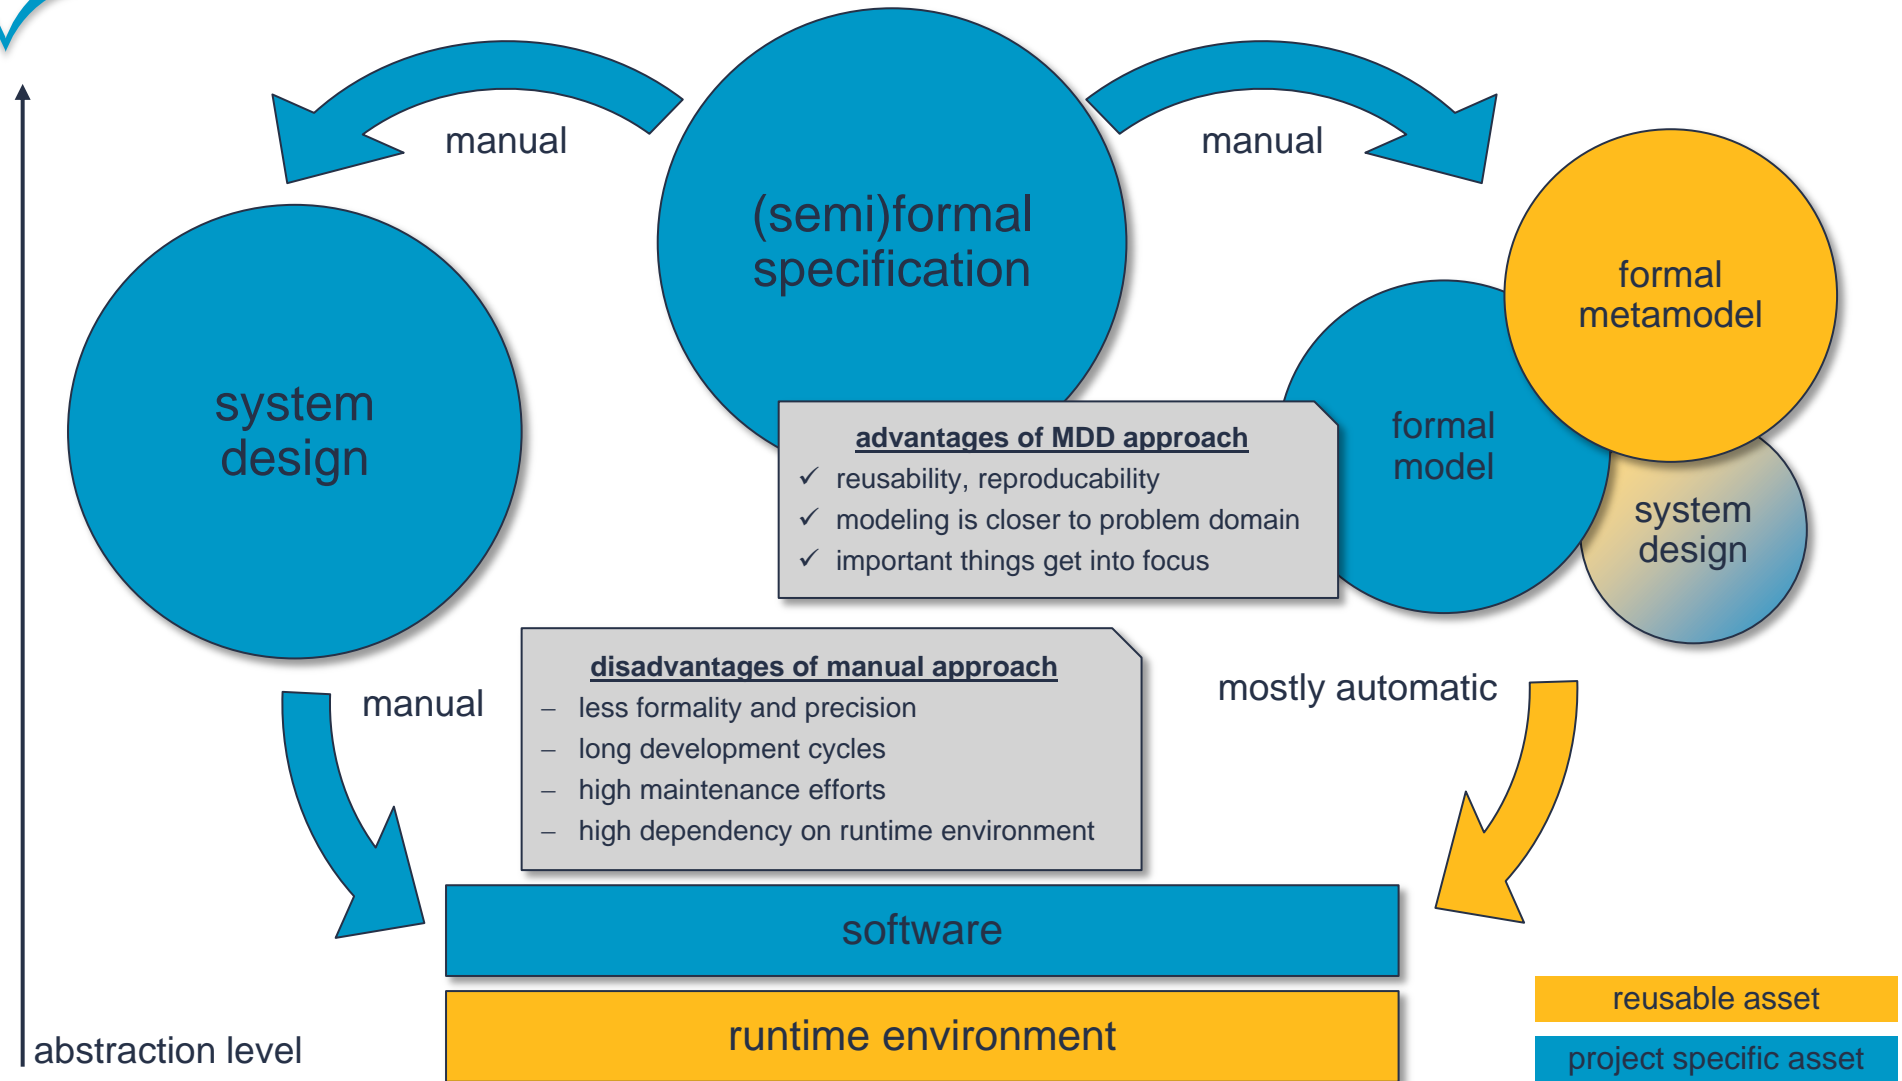 manual
manual
(semi)formal
specification
formal
metamodel
system
design
formal
model
advantages of MDD approach
✓ reusability, reproducability
✓ modeling is closer to problem domain
✓ important things get into focus
system
design
disadvantages of manual approach
– less formality and precision
– long development cycles
– high maintenance efforts
– high dependency on runtime environment
manual
mostly automatic
software
runtime environment
abstraction level
reusable asset
project specific asset